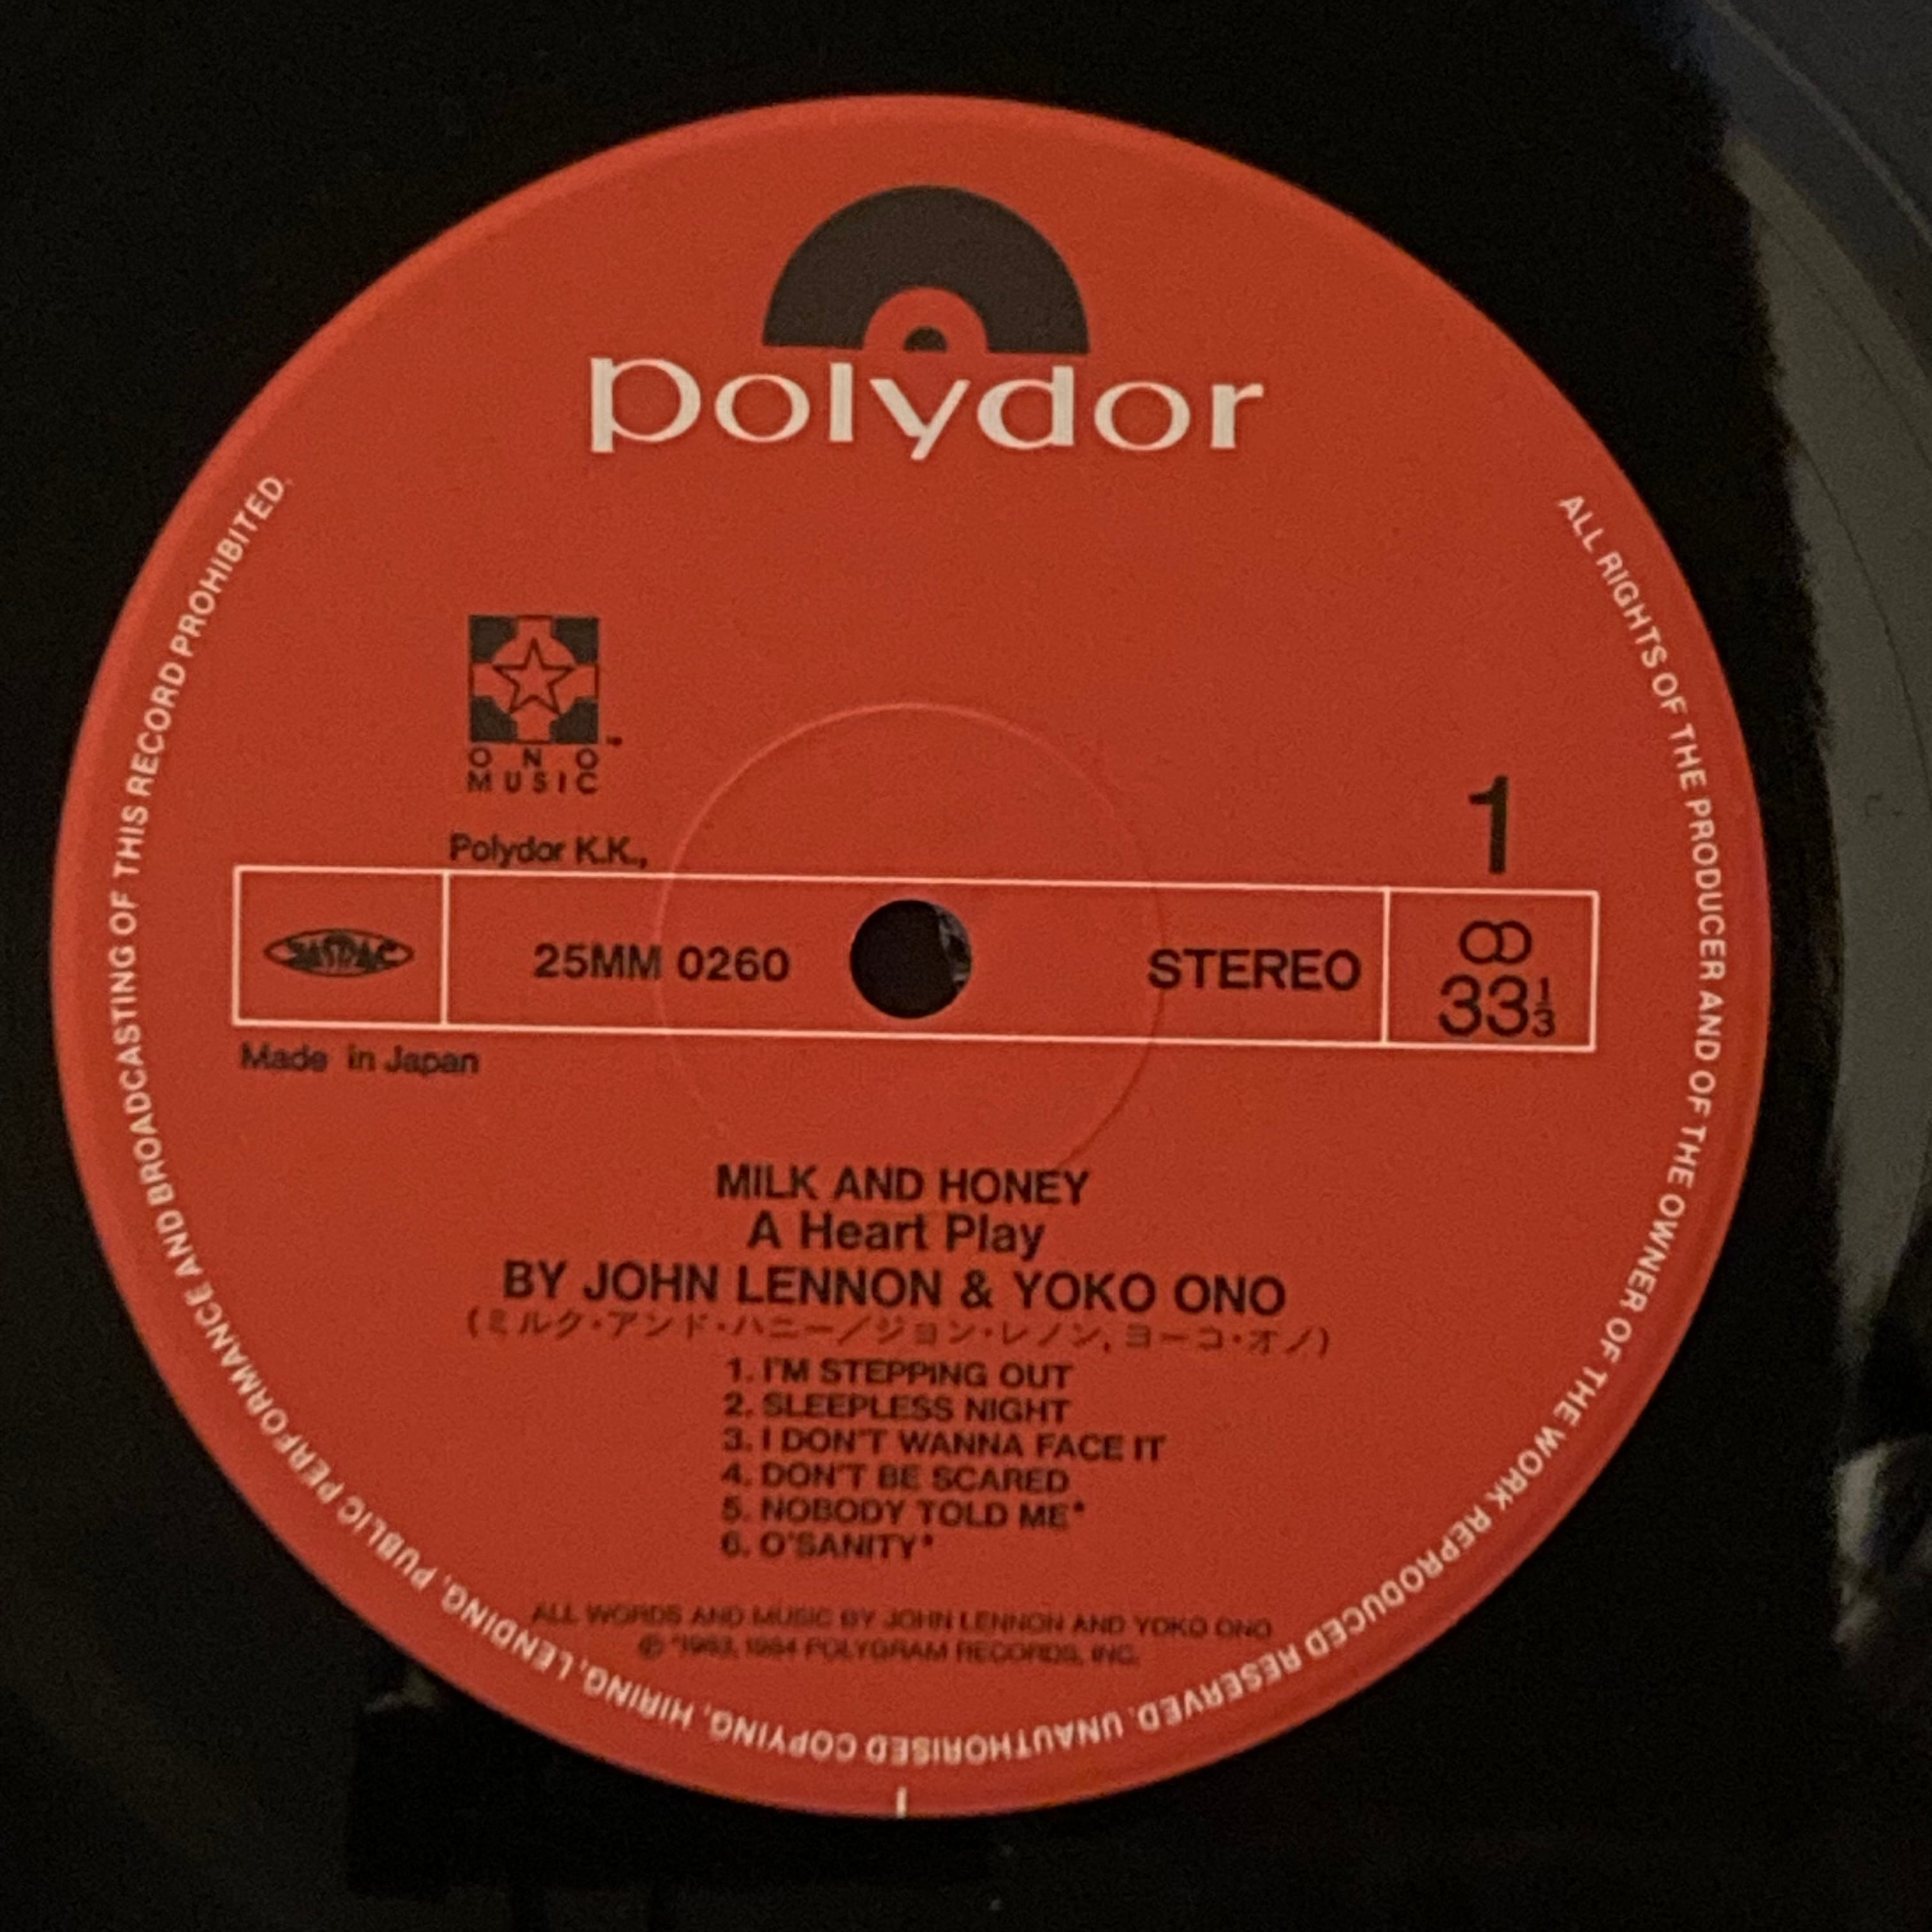 polydor
ONO
MUSIC
™
Polydor K.K.,
1
JASRAC
25MM 0260
STEREO
33⅓
Made in Japan
MILK AND HONEY
A Heart Play
BY JOHN LENNON & YOKO ONO
(ミルク・アンド・ハニー/ジョン・レノン, ヨーコ・オノ)
1. I'M STEPPING OUT
2. SLEEPLESS NIGHT
3. I DON'T WANNA FACE IT
4. DON'T BE SCARED
5. NOBODY TOLD ME*
6. O'SANITY*
ALL WORDS AND MUSIC BY JOHN LENNON AND YOKO ONO
℗ *1983, 1984 POLYGRAM RECORDS, INC.
ALL RIGHTS OF THE PRODUCER AND OF THE OWNER OF THE WORK REPRODUCED RESERVED. UNAUTHORISED COPYING, HIRING, LENDING, PUBLIC PERFORMANCE AND BROADCASTING OF THIS RECORD PROHIBITED.